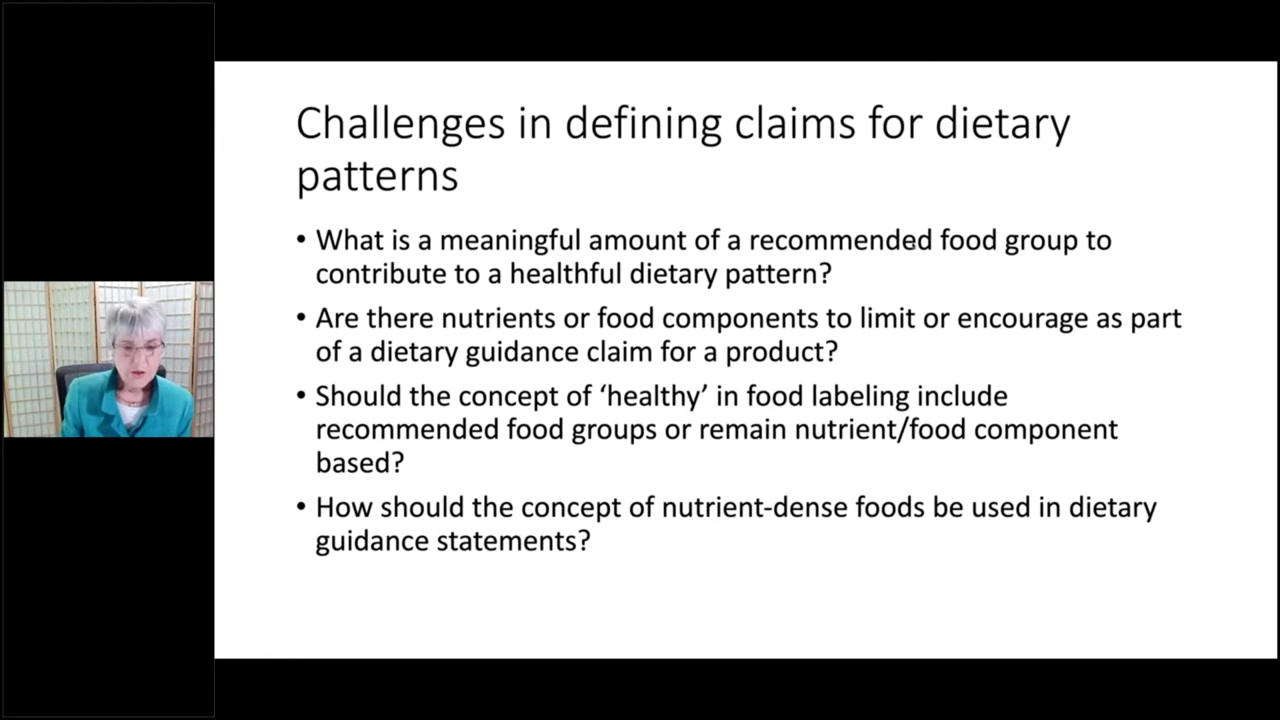 Challenges in defining claims for dietary
patterns
• What is a meaningful amount of a recommended food group to
contribute to a healthful dietary pattern?
• Are there nutrients or food components to limit or encourage as part
of a dietary guidance claim for a product?
• Should the concept of ‘healthy’ in food labeling include
recommended food groups or remain nutrient/food component
based?
• How should the concept of nutrient-dense foods be used in dietary
guidance statements?